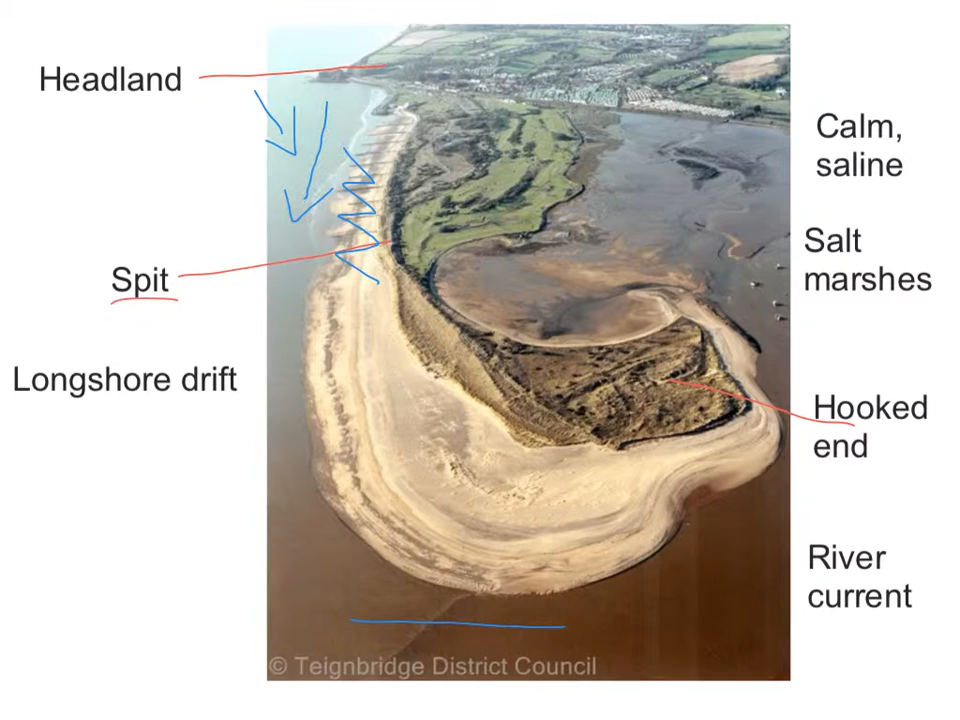 Headland
Calm,
saline
Salt
marshes
Spit
Longshore drift
Hooked
end
River
current
© Teignbridge District Council